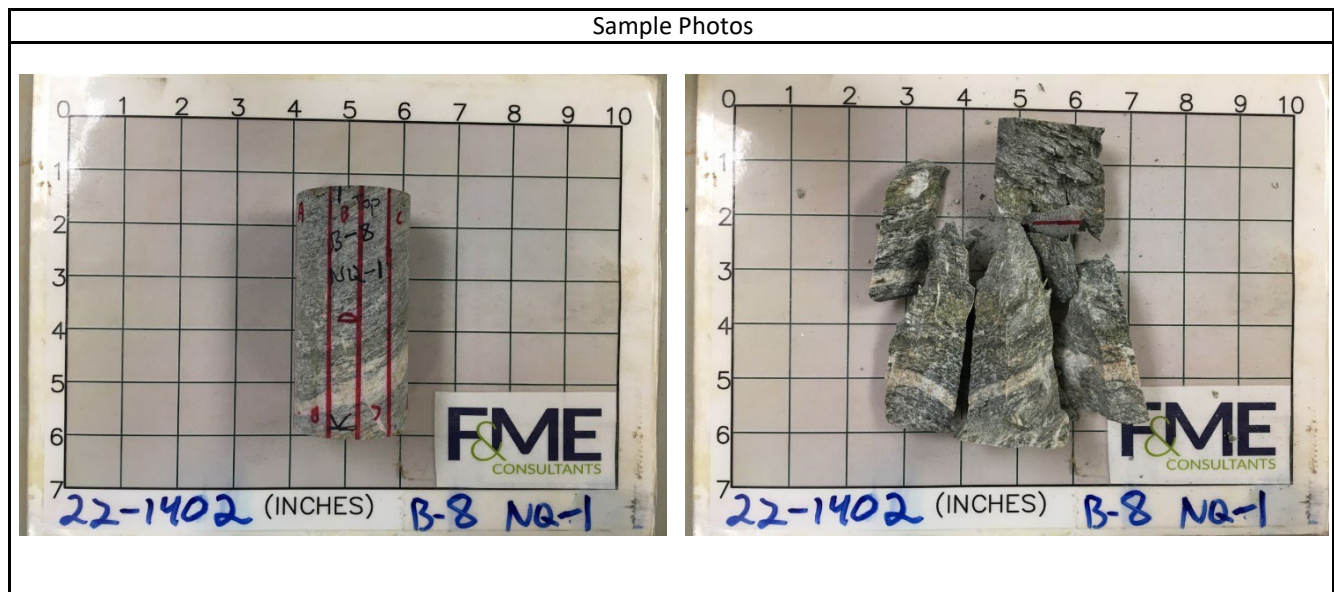 Sample Photos
0 1 2 3 4 5 6 7 8 9 10
1
2
3
4
5
6
7
A B Top C
B-8
NQ-1
D
F&ME
CONSULTANTS
22-1402 (INCHES) B-8 NQ-1
0 1 2 3 4 5 6 7 8 9 10
1
2
3
4
5
6
7
F&ME
CONSULTANTS
22-1402 (INCHES) B-8 NQ-1